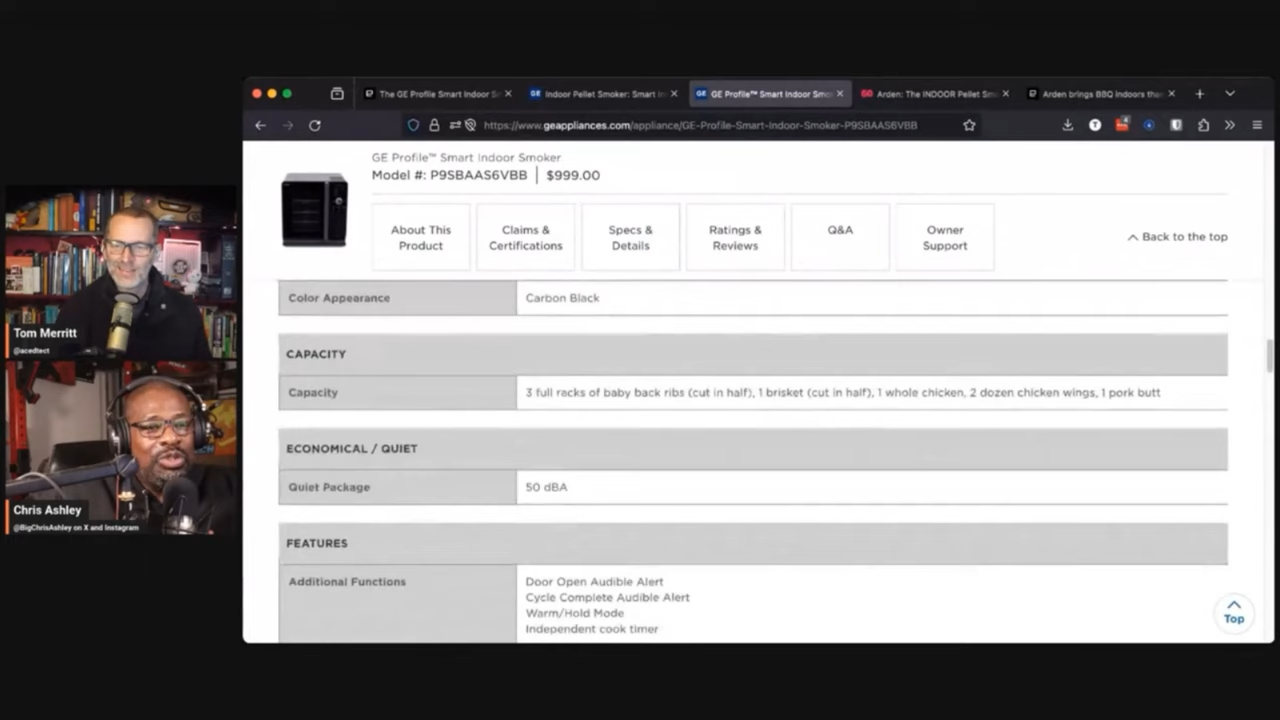 The GE Profile Smart Indoor S
Indoor Pellet Smoker: Smart In
GE Profile™ Smart Indoor Smo
Arden: The INDOOR Pellet Sm
Arden brings BBQ indoors tha
https://www.geappliances.com/appliance/GE-Profile-Smart-Indoor-Smoker-P9SBAAS6VBB
GE Profile™ Smart Indoor Smoker
Model #: P9SBAAS6VBB | $999.00
About This
Product
Claims &
Certifications
Specs &
Details
Ratings &
Reviews
Q&A
Owner
Support
Back to the top
Color Appearance Carbon Black
CAPACITY
Capacity 3 full racks of baby back ribs (cut in half), 1 brisket (cut in half), 1 whole chicken, 2 dozen chicken wings, 1 pork butt
ECONOMICAL / QUIET
Quiet Package 50 dBA
FEATURES
Additional Functions Door Open Audible Alert
Cycle Complete Audible Alert
Warm/Hold Mode
Independent cook timer
Top
Tom Merritt
@acedtect
Chris Ashley
@BigChrisAshley on X and Instagram